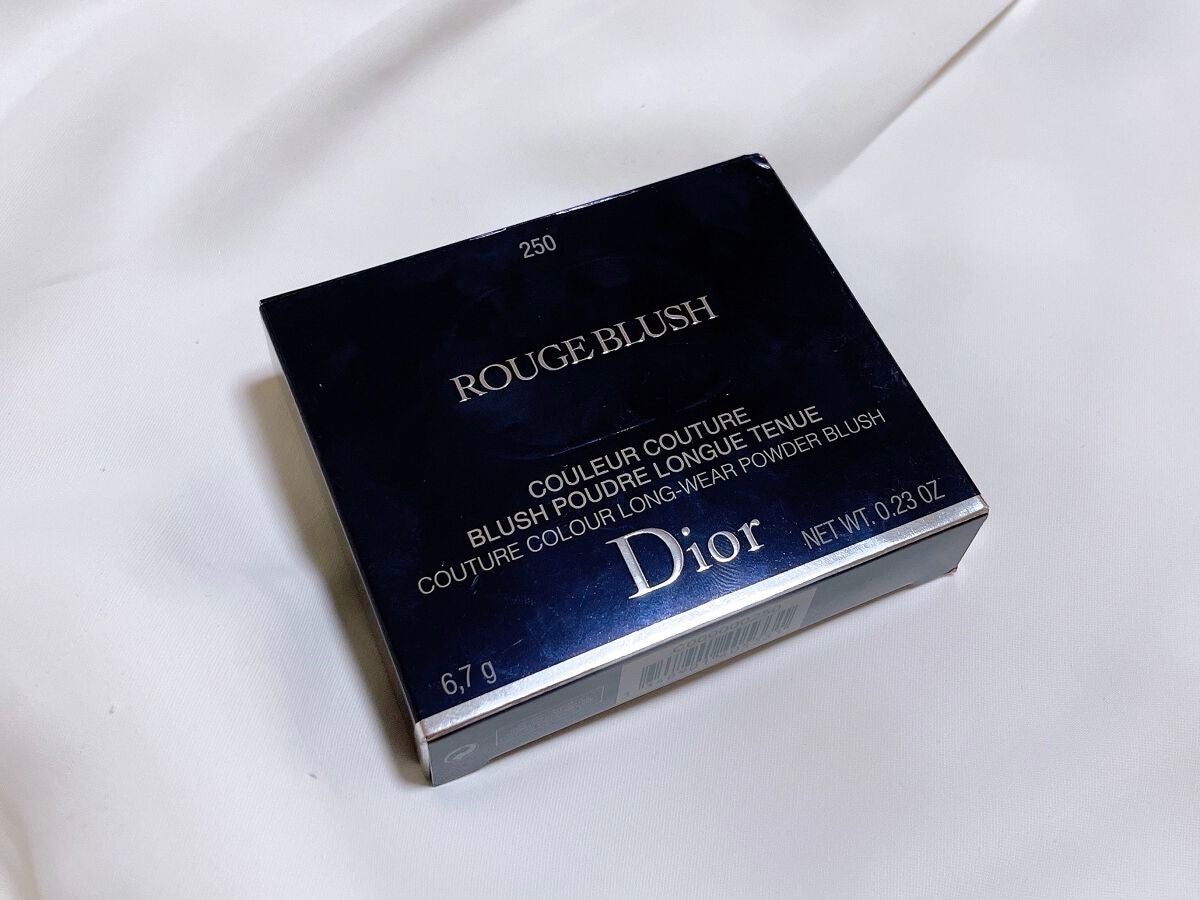 250
ROUGE BLUSH
COULEUR COUTURE
BLUSH POUDRE LONGUE TENUE
COUTURE COLOUR LONG-WEAR POWDER BLUSH
Dior
NET WT. 0.23 OZ
6,7 g